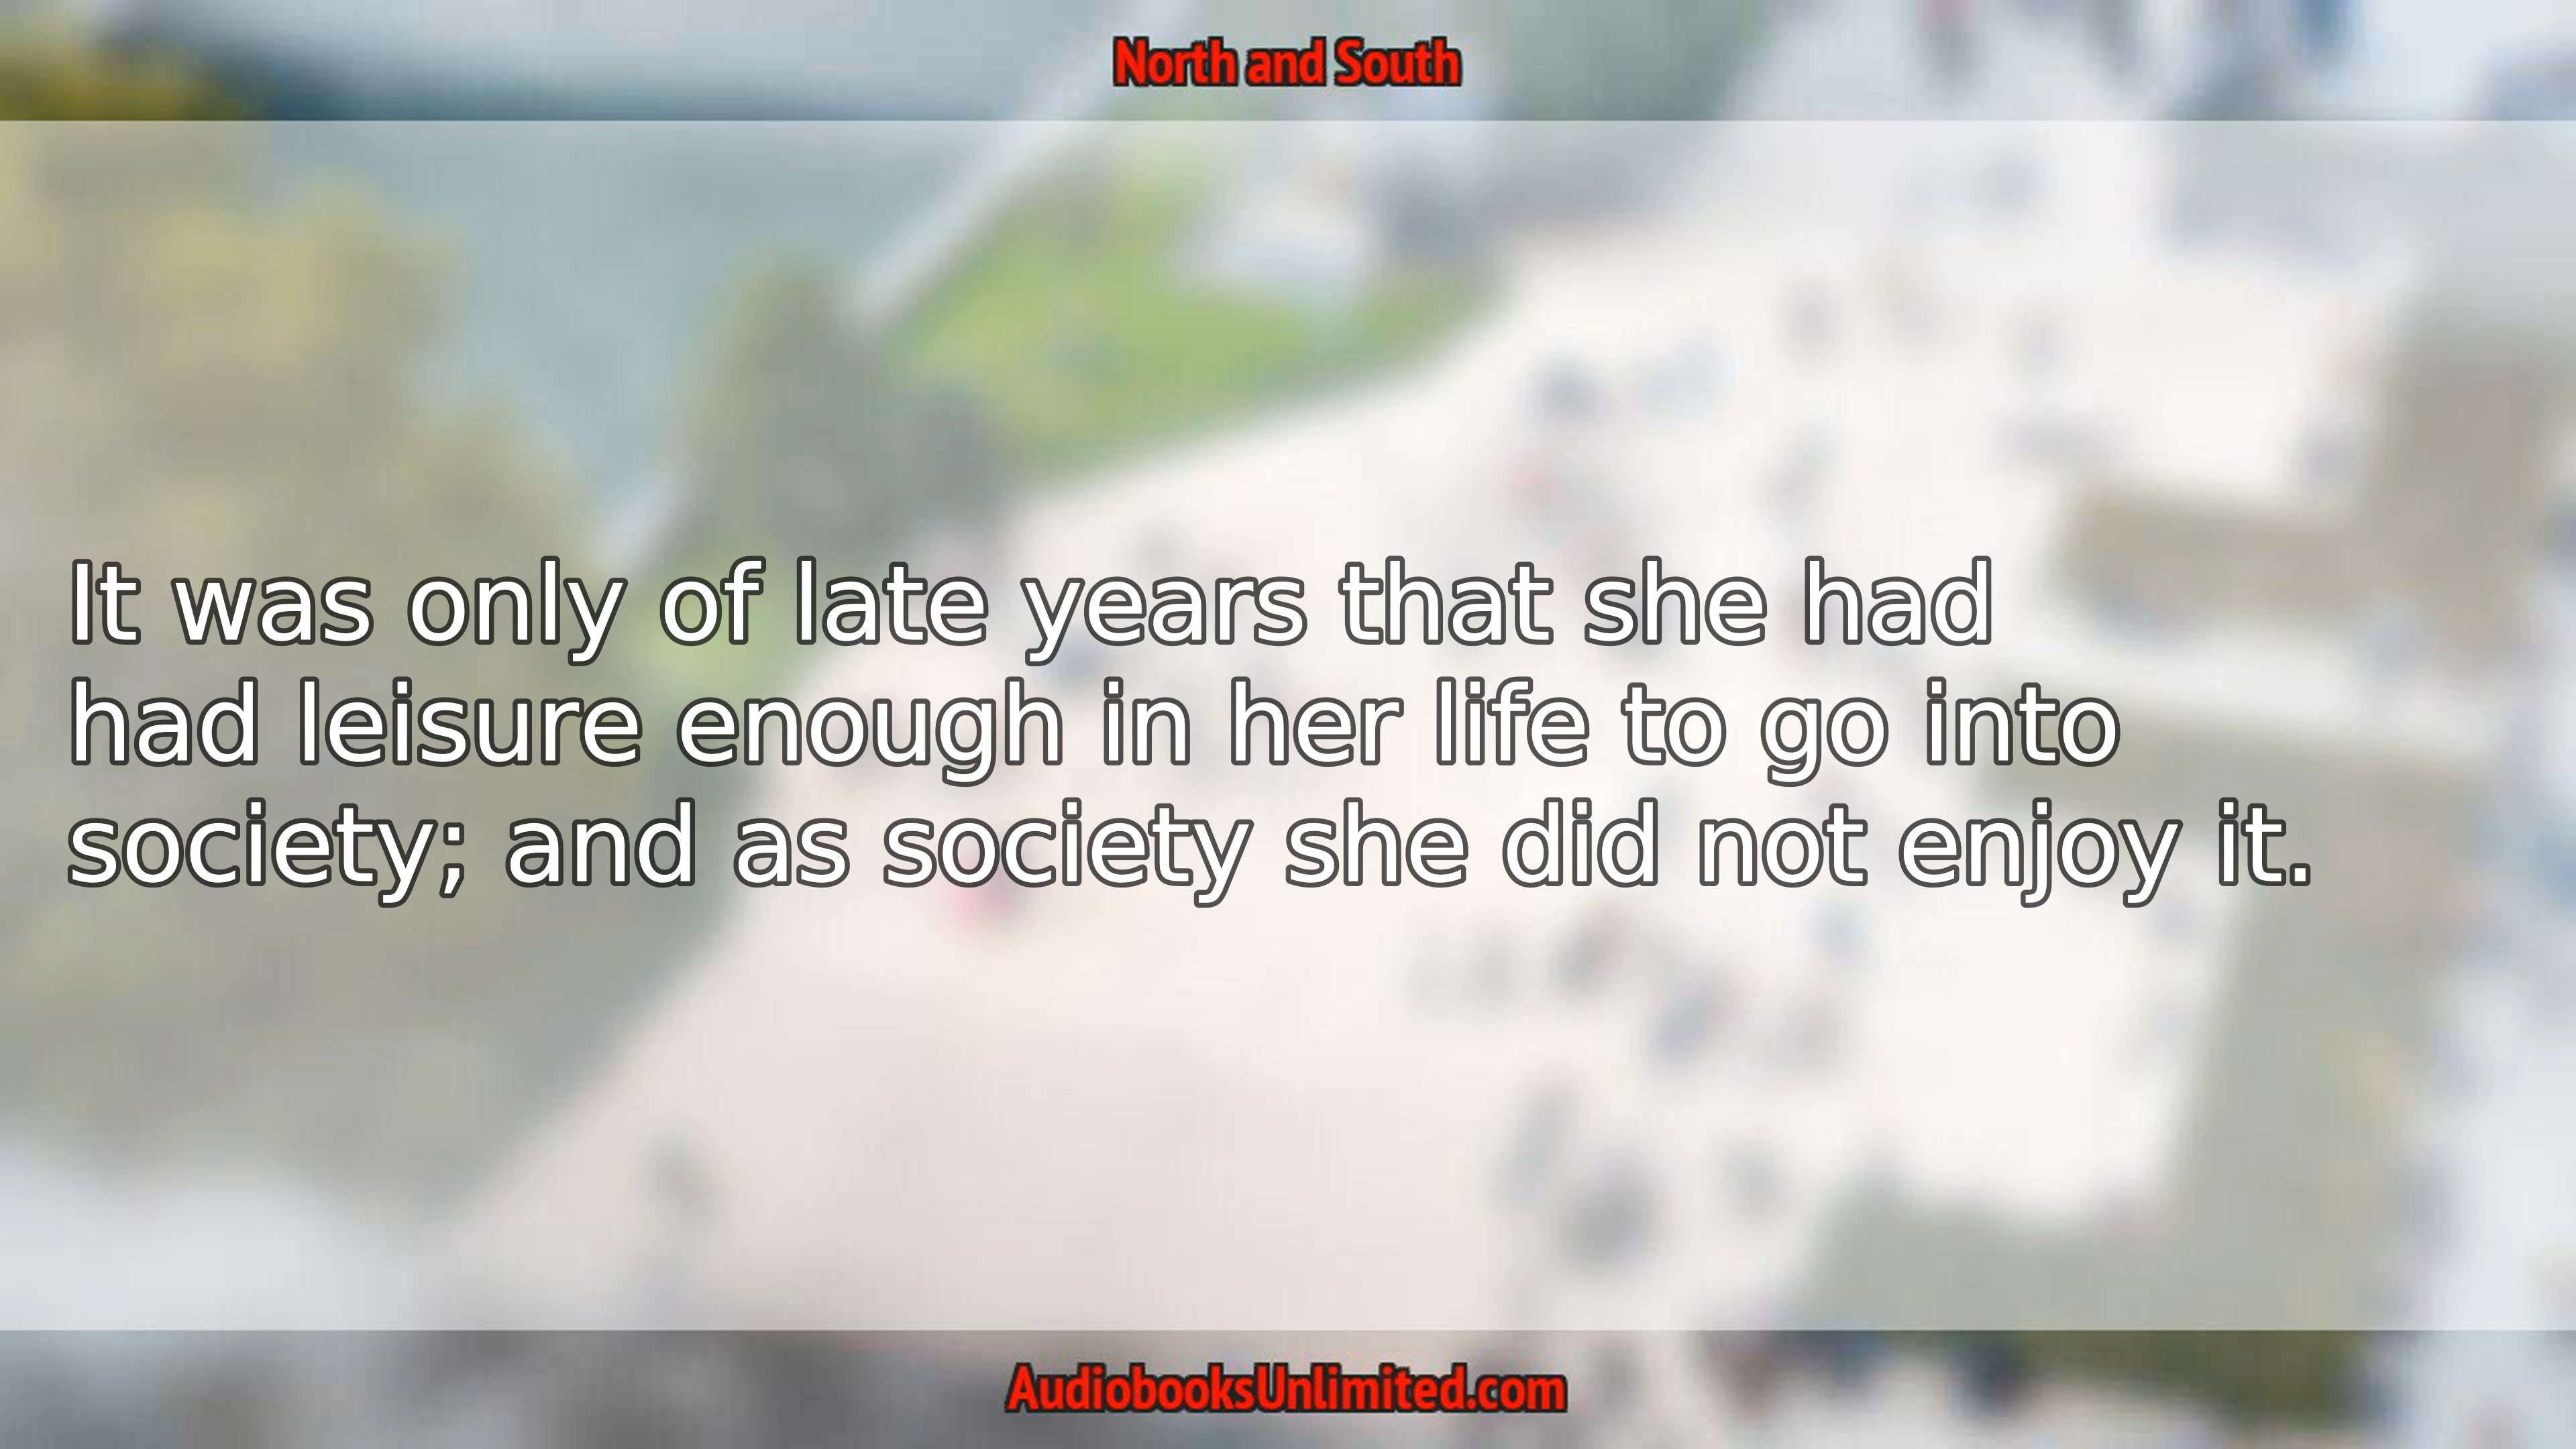 North and South
It was only of late years that she had
had leisure enough in her life to go into
society; and as society she did not enjoy it.
AudiobooksUnlimited.com